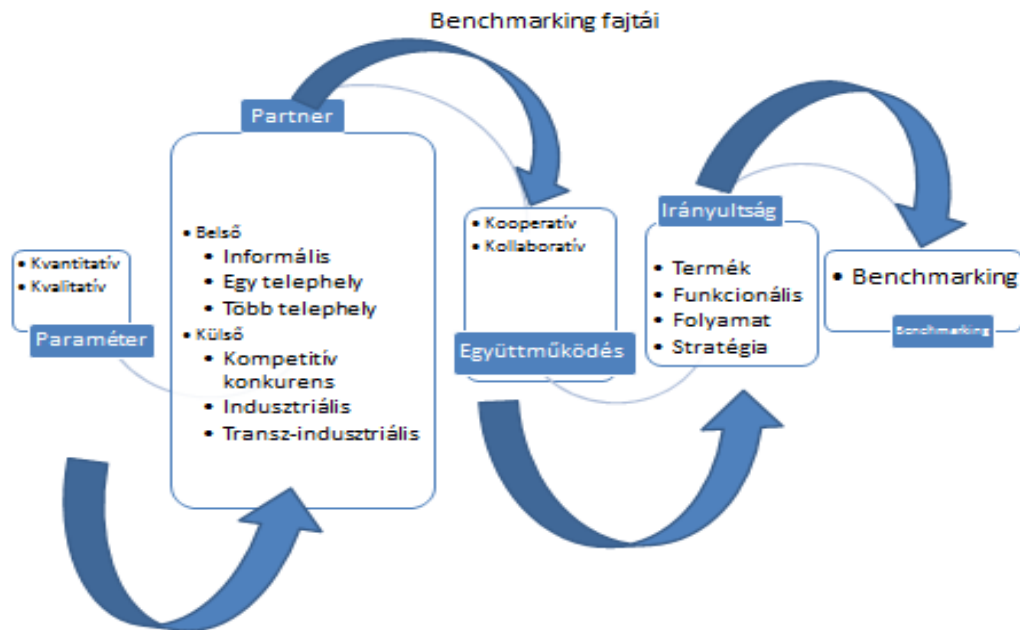 Benchmarking fajtái
• Kvantitatív
• Kvalitatív
Paraméter
Partner
• Belső
• Informális
• Egy telephely
• Több telephely
• Külső
• Kompetitív
konkurens
• Indusztriális
• Transz-indusztriális
• Kooperatív
• Kollaboratív
Együttműködés
Irányultság
• Termék
• Funkcionális
• Folyamat
• Stratégia
• Benchmarking
Benchmarking